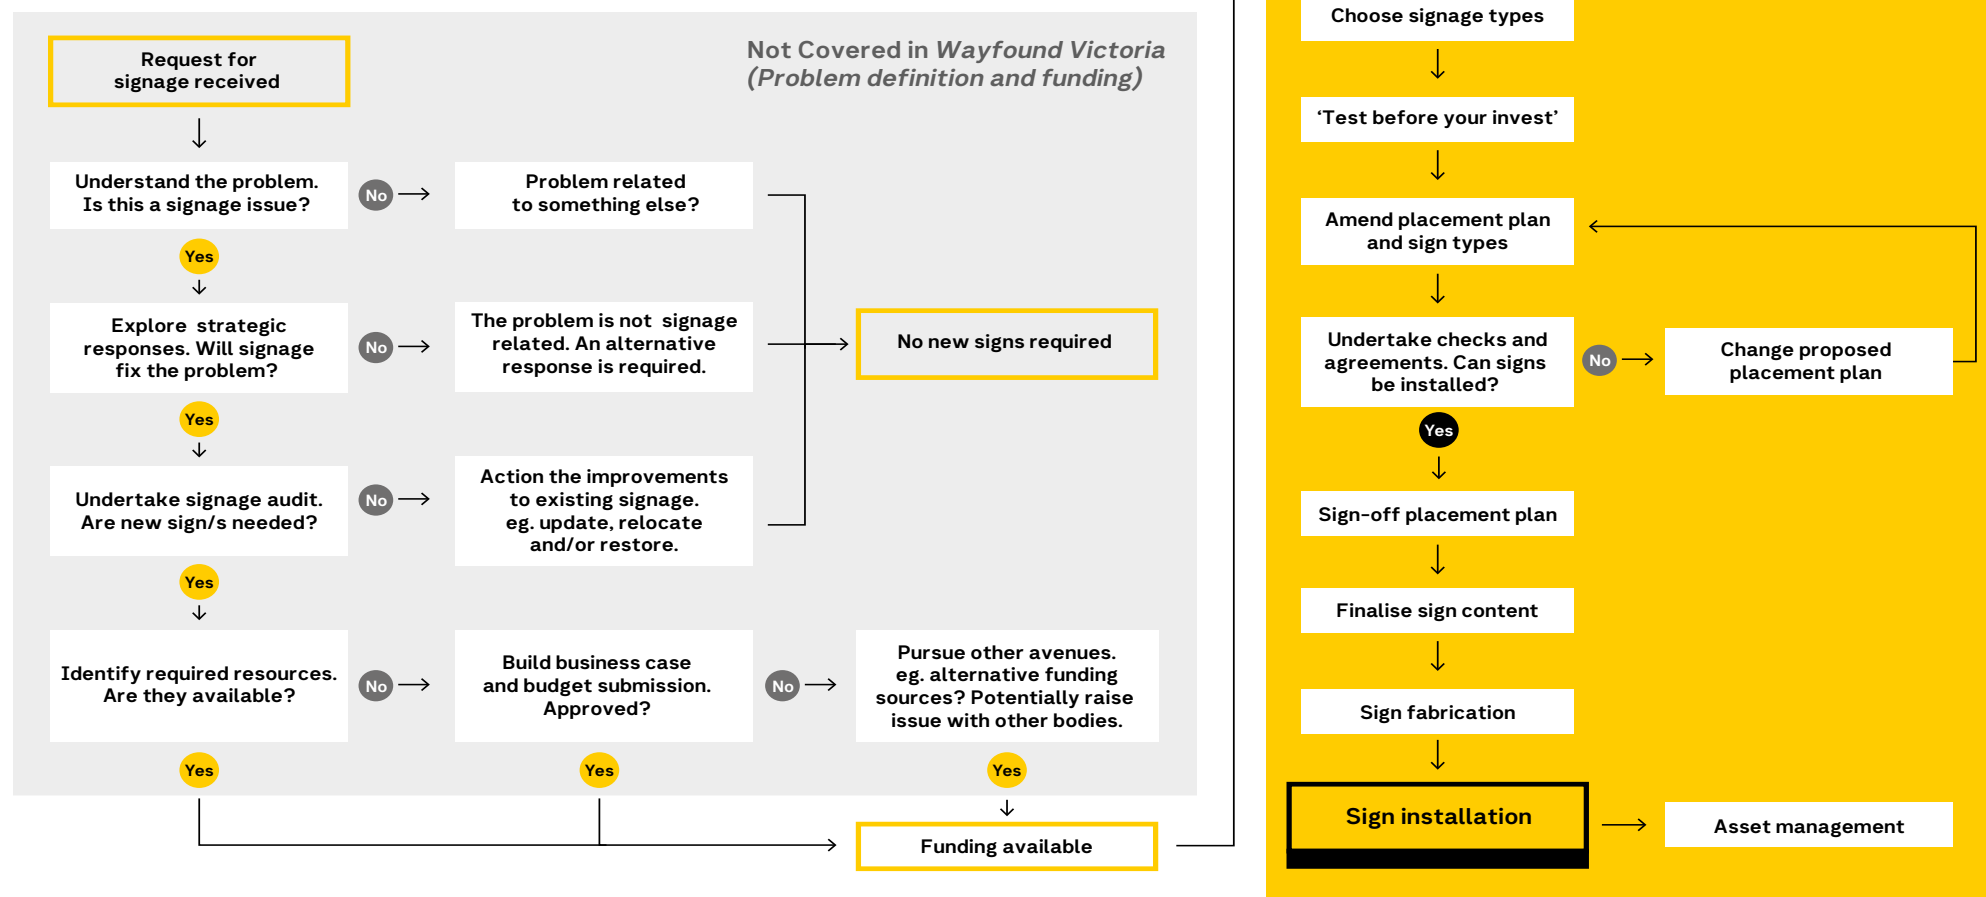 Request for
signage received
Not Covered in Wayfound Victoria
(Problem definition and funding)
Understand the problem.
Is this a signage issue?
No
Problem related
to something else?
Yes
Explore strategic
responses. Will signage
fix the problem?
No
The problem is not signage
related. An alternative
response is required.
No new signs required
Yes
Undertake signage audit.
Are new sign/s needed?
No
Action the improvements
to existing signage.
eg. update, relocate
and/or restore.
Yes
Identify required resources.
Are they available?
No
Build business case
and budget submission.
Approved?
No
Pursue other avenues.
eg. alternative funding
sources? Potentially raise
issue with other bodies.
Yes
Yes
Yes
Funding available
Choose signage types
‘Test before your invest’
Amend placement plan
and sign types
Undertake checks and
agreements. Can signs
be installed?
No
Change proposed
placement plan
Yes
Sign-off placement plan
Finalise sign content
Sign fabrication
Sign installation
Asset management